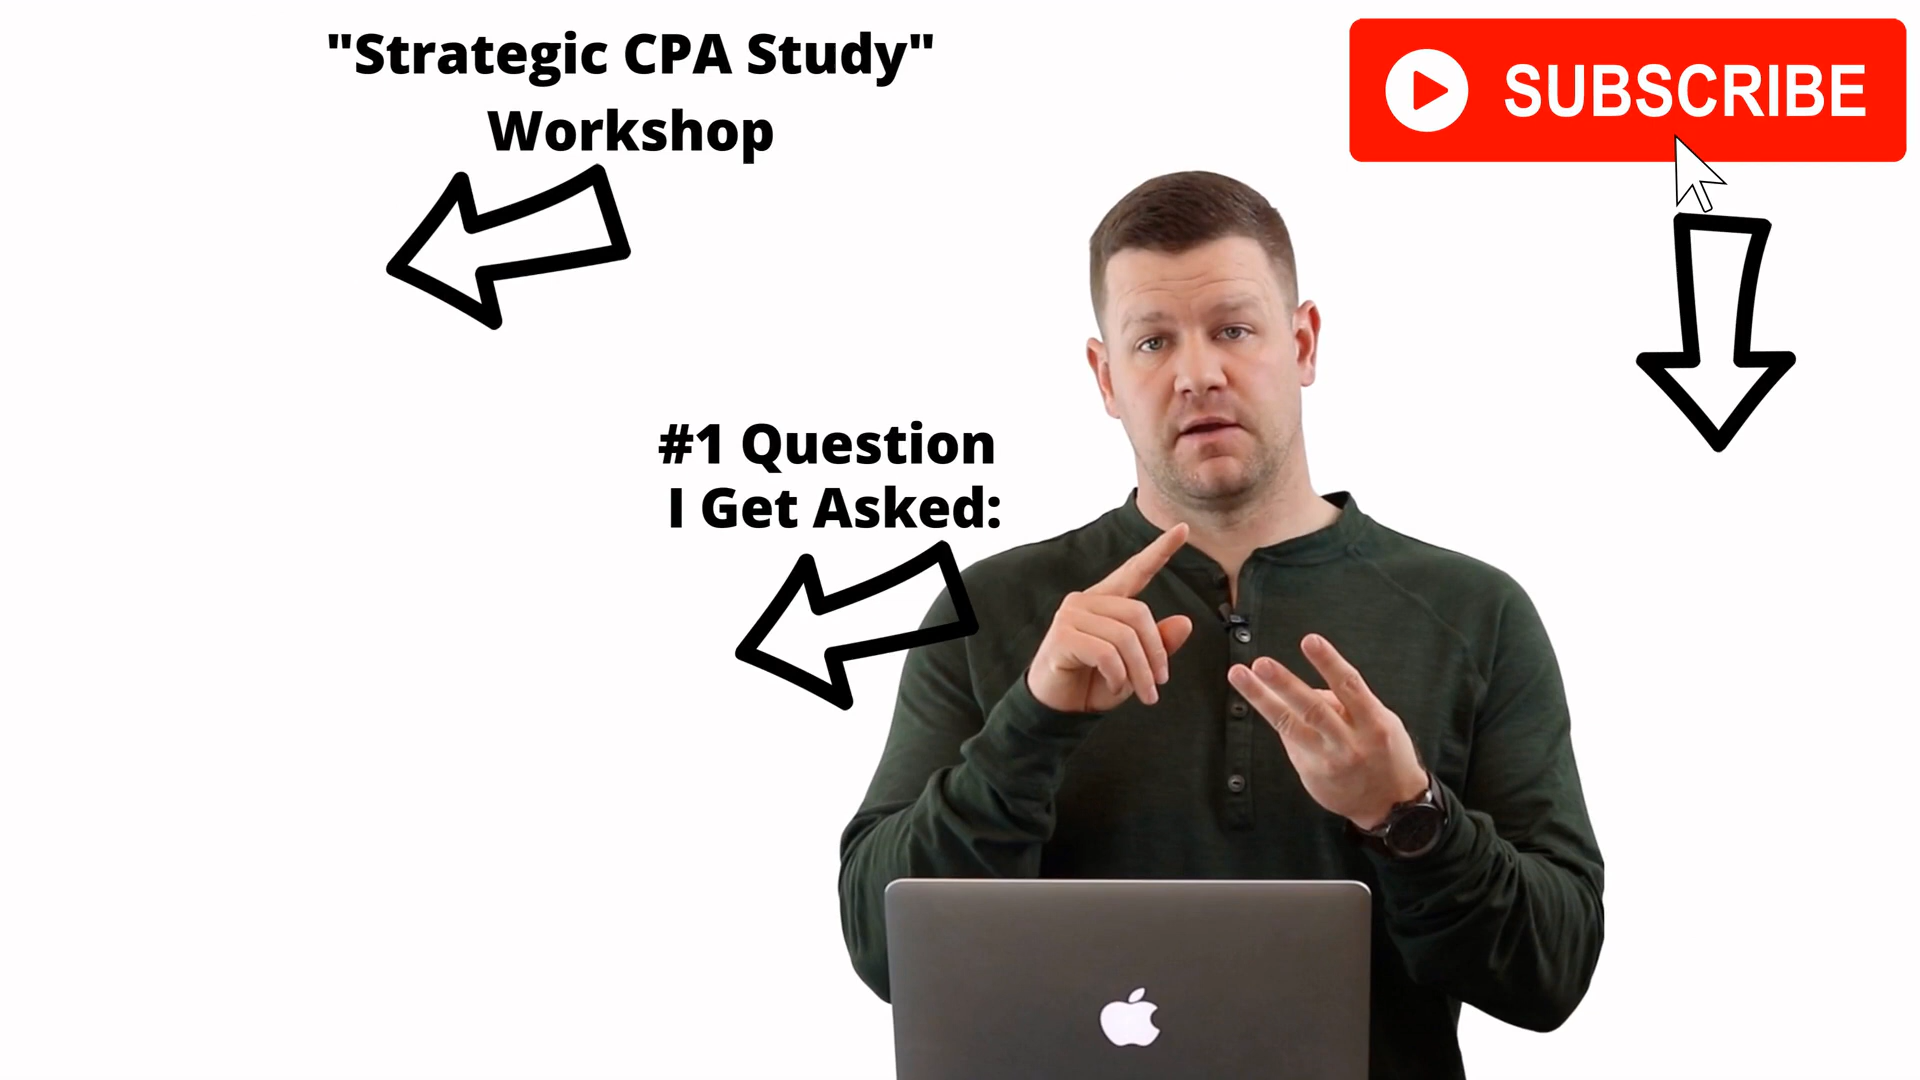 "Strategic CPA Study"
Workshop
SUBSCRIBE
#1 Question
I Get Asked: